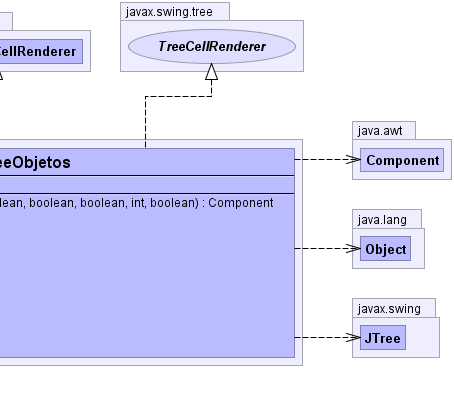 javax.swing.tree
CellRenderer
TreeCellRenderer
java.awt
eeObjetos
Component
lean, boolean, boolean, int, boolean) : Component
java.lang
Object
javax.swing
JTree